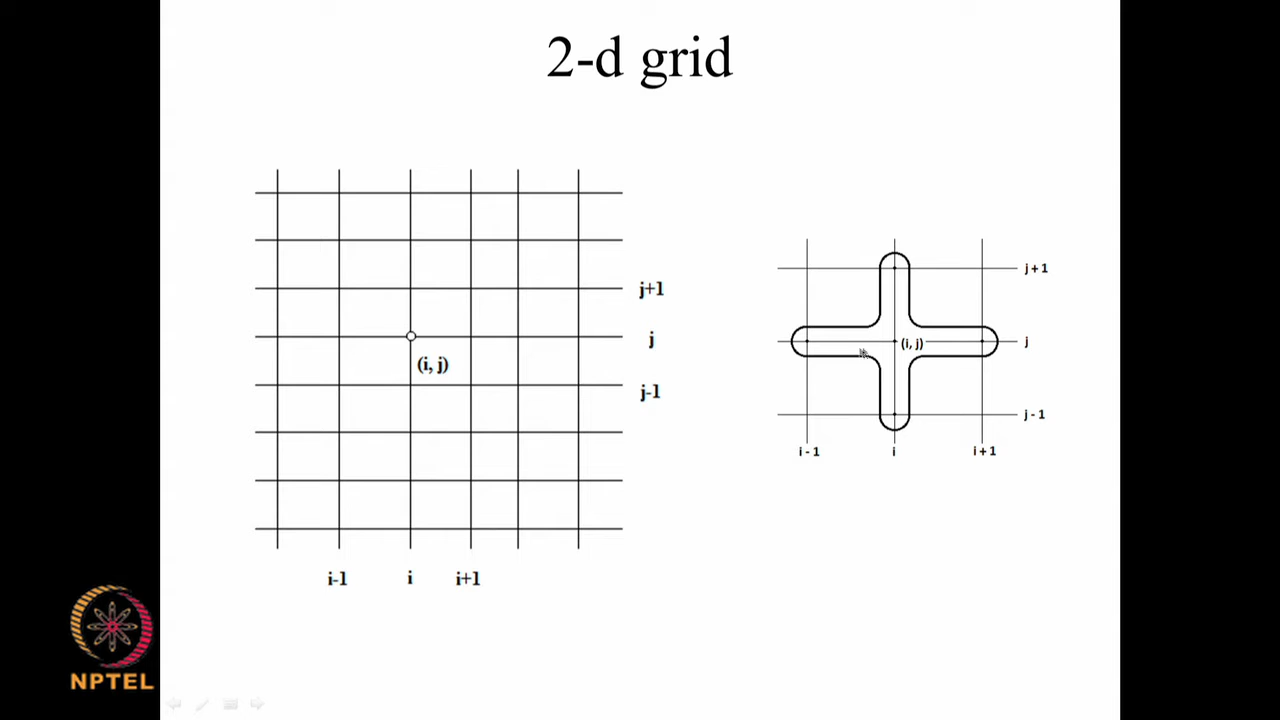 2-d grid
j+1
j
(i, j)
j-1
i-1 i i+1
j + 1
(i, j)
j
j - 1
i - 1 i i + 1
NPTEL